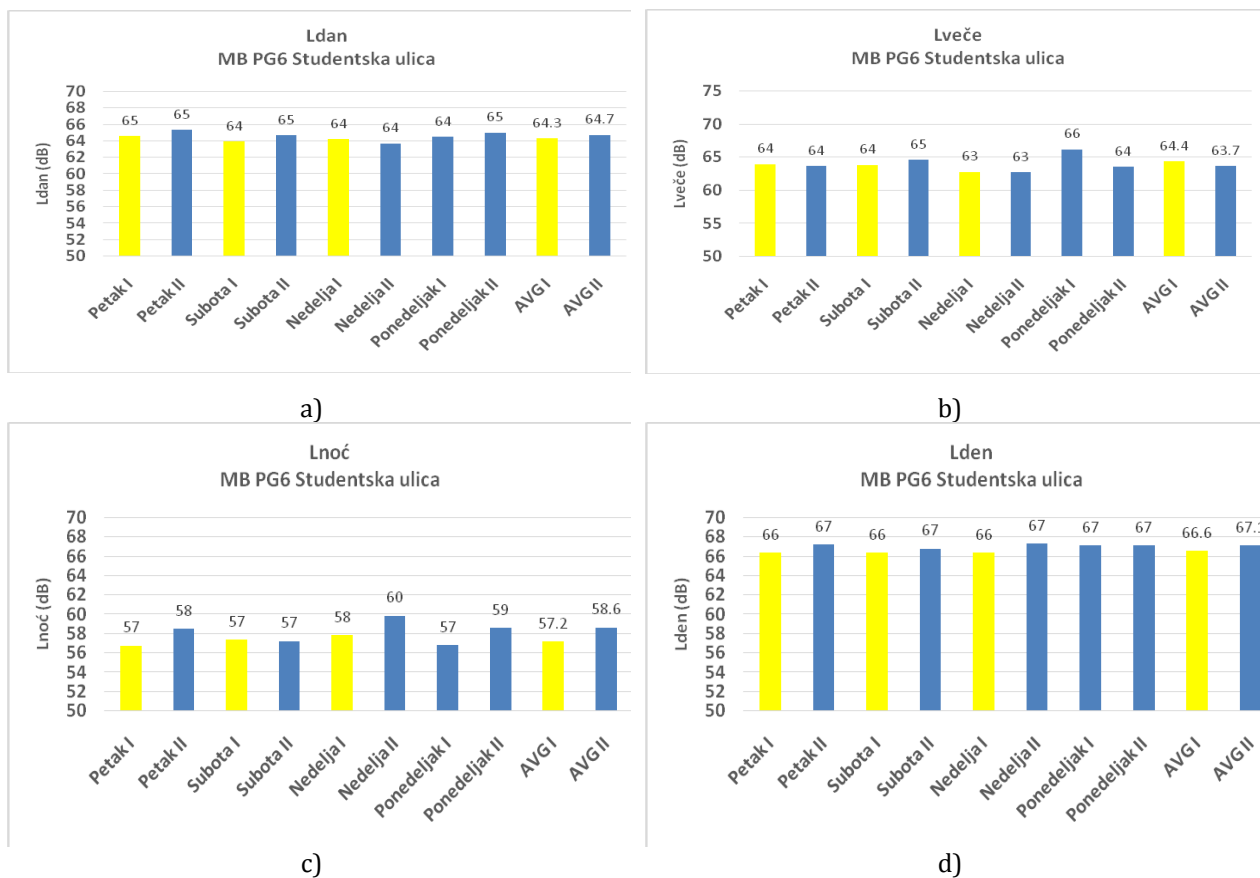 Ldan
MB PG6 Studentska ulica
Ldan (dB)
70
68
66
64
62
60
58
56
54
52
50
65
65
64
65
64
64
64
65
64.3
64.7
Petak I
Petak II
Subota I
Subota II
Nedelja I
Nedelja II
Ponedeljak I
Ponedeljak II
AVG I
AVG II
a)
Lveče
MB PG6 Studentska ulica
Lveče (dB)
75
70
65
60
55
50
64
64
64
65
63
63
66
64
64.4
63.7
Petak I
Petak II
Subota I
Subota II
Nedelja I
Nedelja II
Ponedeljak I
Ponedeljak II
AVG I
AVG II
b)
Lnoć
MB PG6 Studentska ulica
Lnoć (dB)
70
68
66
64
62
60
58
56
54
52
50
57
58
57
57
58
60
57
59
57.2
58.6
Petak I
Petak II
Subota I
Subota II
Nedelja I
Nedelja II
Ponedeljak I
Ponedeljak II
AVG I
AVG II
c)
Lden
MB PG6 Studentska ulica
Lden (dB)
70
68
66
64
62
60
58
56
54
52
50
66
67
66
67
66
67
67
67
66.6
Petak I
Petak II
Subota I
Subota II
Nedelja I
Nedelja II
Ponedeljak I
Ponedeljak II
AVG I
AVG II
d)